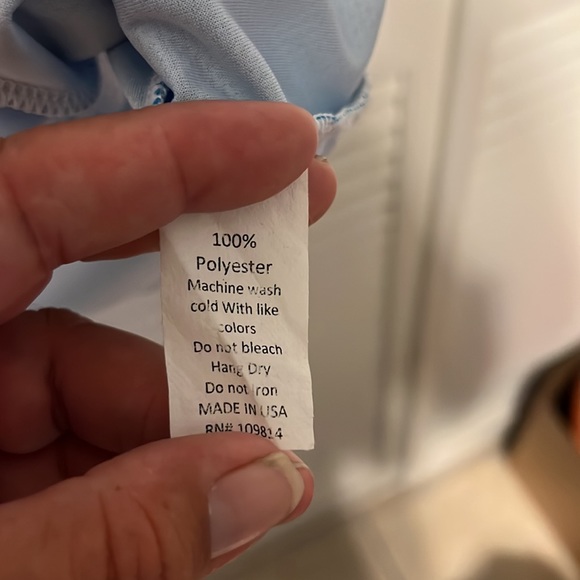 100%
Polyester
Machine wash
cold With like
colors
Do not bleach
Hang Dry
Do not Iron
MADE IN USA
RN# 109814